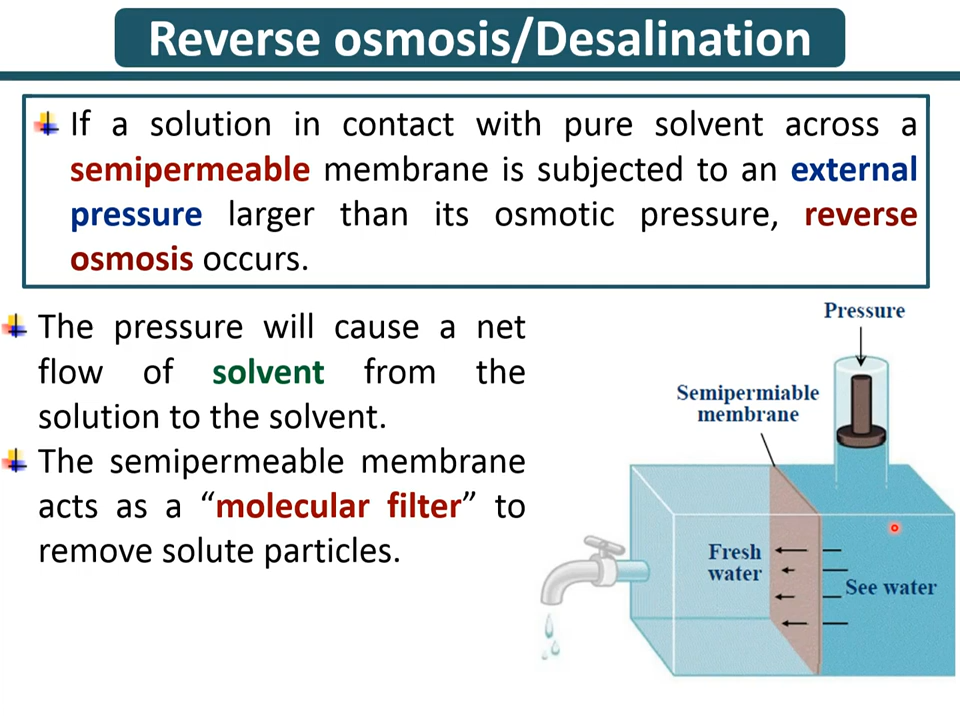 Reverse osmosis/Desalination
If a solution in contact with pure solvent across a
semipermeable membrane is subjected to an external
pressure larger than its osmotic pressure, reverse
osmosis occurs.
The pressure will cause a net
flow of solvent from the
solution to the solvent.
The semipermeable membrane
acts as a “molecular filter” to
remove solute particles.
Pressure
Semipermiable
membrane
Fresh
water
See water